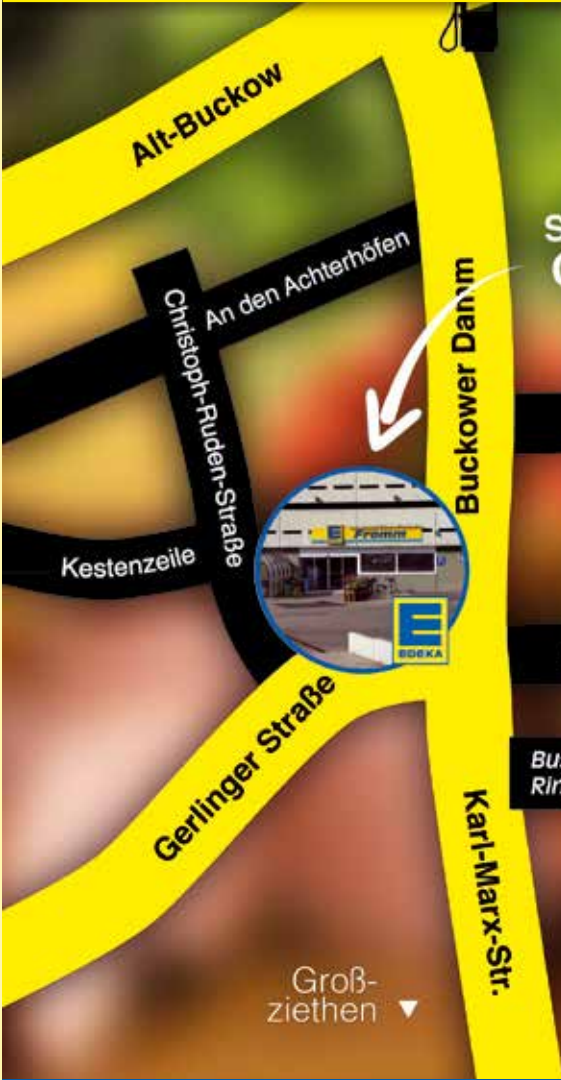 Alt-Buckow
An den Achterhöfen
Christoph-Ruden-Straße
Buckower Damm
Kestenzeile
E Fromm
E
EDEKA
Gerlinger Straße
Karl-Marx-Str.
Groß-
ziethen